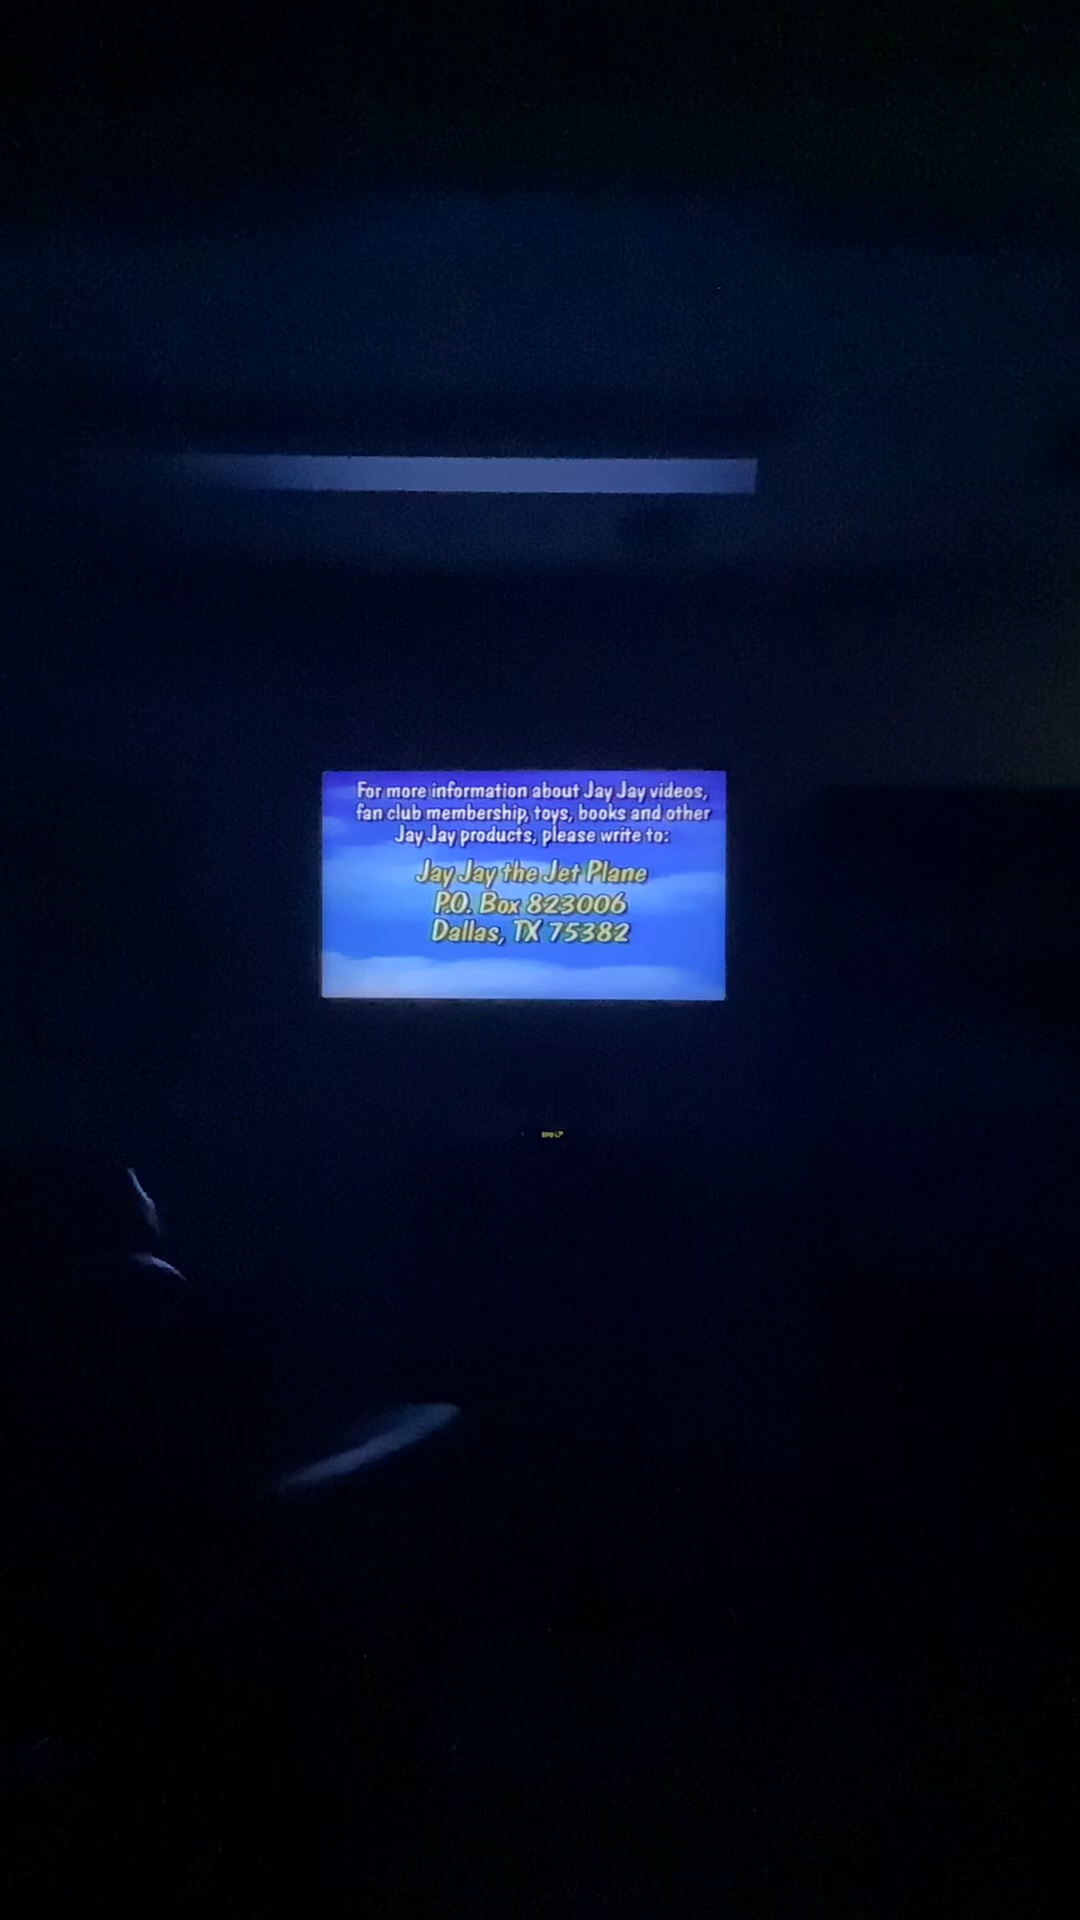 For more information about Jay Jay videos,
fan club membership, toys, books and other
Jay Jay products, please write to:
Jay Jay the Jet Plane
P.O. Box 823006
Dallas, TX 75382